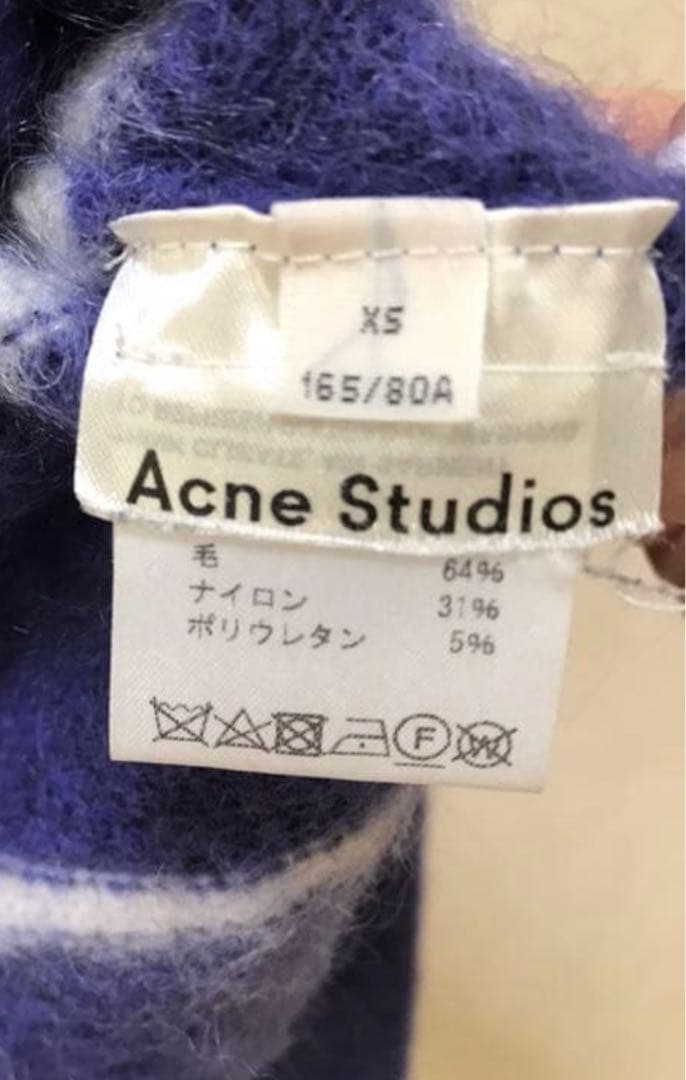 XS
165/80A
Acne Studios
毛 64%
ナイロン 31%
ポリウレタン 5%
F W